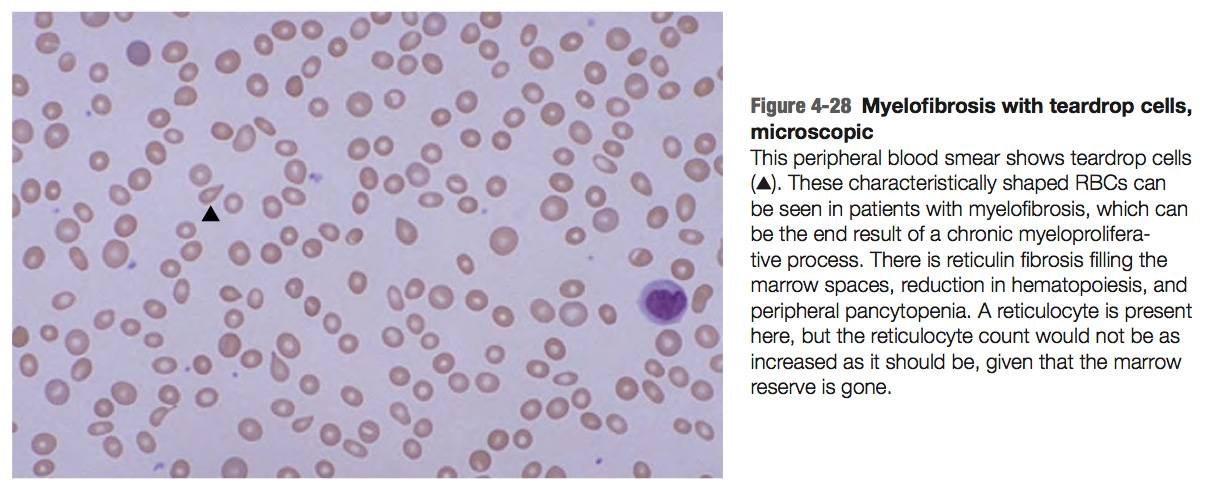 Figure 4-28 Myelofibrosis with teardrop cells,
microscopic
This peripheral blood smear shows teardrop cells
(▲). These characteristically shaped RBCs can
be seen in patients with myelofibrosis, which can
be the end result of a chronic myeloprolifera-
tive process. There is reticulin fibrosis filling the
marrow spaces, reduction in hematopoiesis, and
peripheral pancytopenia. A reticulocyte is present
here, but the reticulocyte count would not be as
increased as it should be, given that the marrow
reserve is gone.